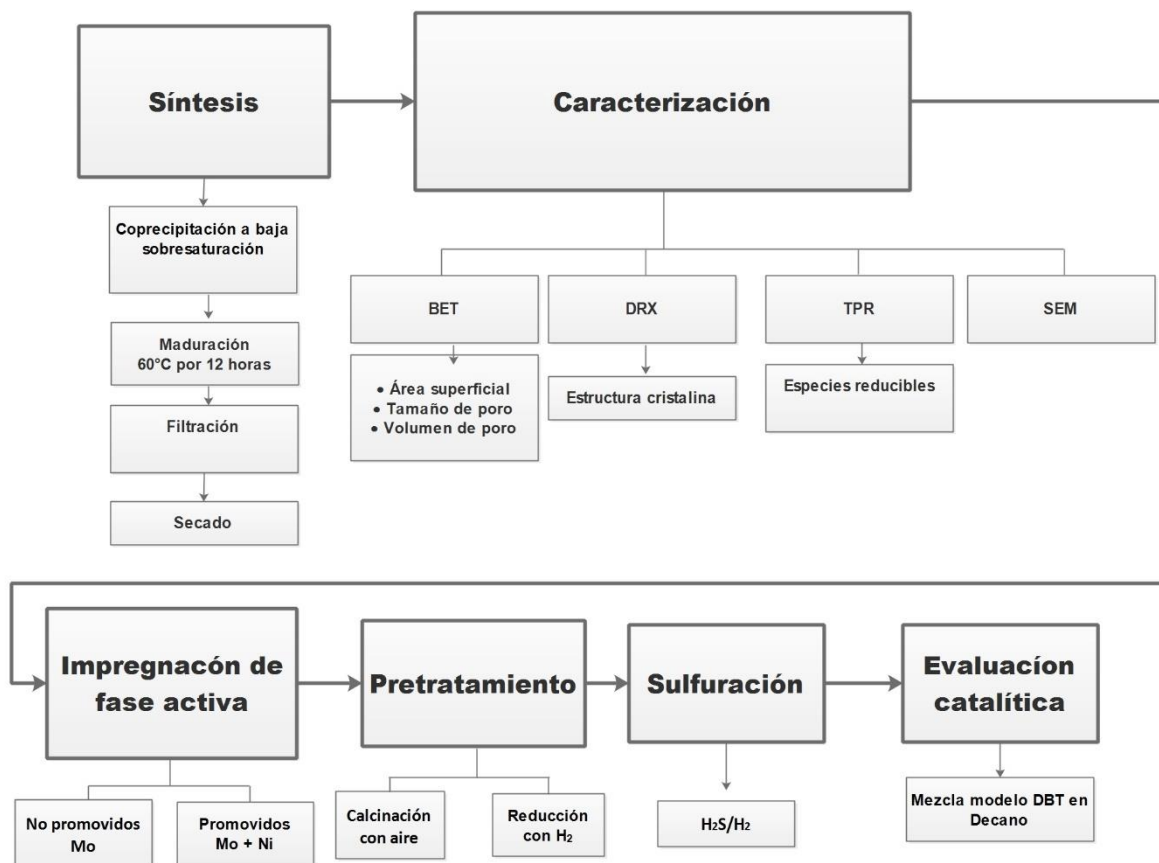 Síntesis
Caracterización
Coprecipitación a baja
sobresaturación
Maduración
60°C por 12 horas
Filtración
Secado
BET
DRX
TPR
SEM
• Área superficial
• Tamaño de poro
• Volumen de poro
Estructura cristalina
Especies reducibles
Impregnacón de
fase activa
Pretratamiento
Sulfuración
Evaluacíon
catalítica
No promovidos
Mo
Promovidos
Mo + Ni
Calcinación
con aire
Reducción
con H₂
H₂S/H₂
Mezcla modelo DBT en
Decano